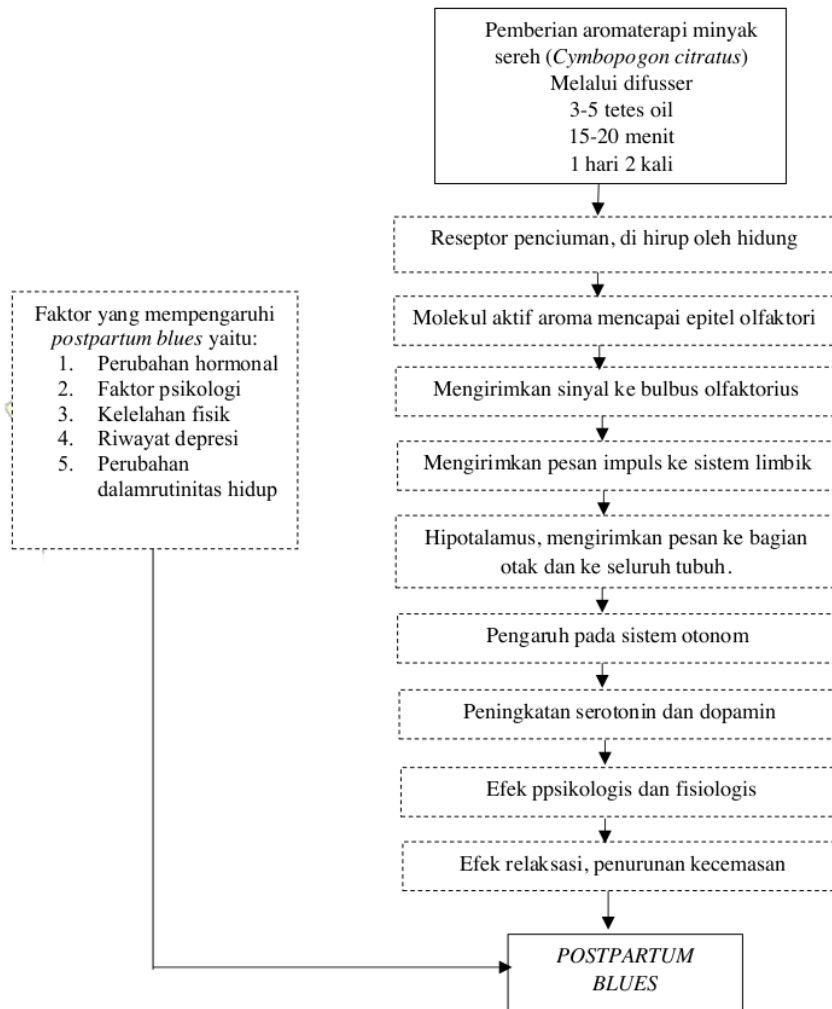 Pemberian aromaterapi minyak
sereh (Cymbopogon citratus)
Melalui difusser
3-5 tetes oil
15-20 menit
1 hari 2 kali
Reseptor penciuman, di hirup oleh hidung
Faktor yang mempengaruhi
postpartum blues yaitu:
1. Perubahan hormonal
2. Faktor psikologi
3. Kelelahan fisik
4. Riwayat depresi
5. Perubahan
dalamrutinitas hidup
Molekul aktif aroma mencapai epitel olfaktori
Mengirimkan sinyal ke bulbus olfaktorius
Mengirimkan pesan impuls ke sistem limbik
Hipotalamus, mengirimkan pesan ke bagian
otak dan ke seluruh tubuh.
Pengaruh pada sistem otonom
Peningkatan serotonin dan dopamin
Efek ppsikologis dan fisiologis
Efek relaksasi, penurunan kecemasan
POSTPARTUM
BLUES